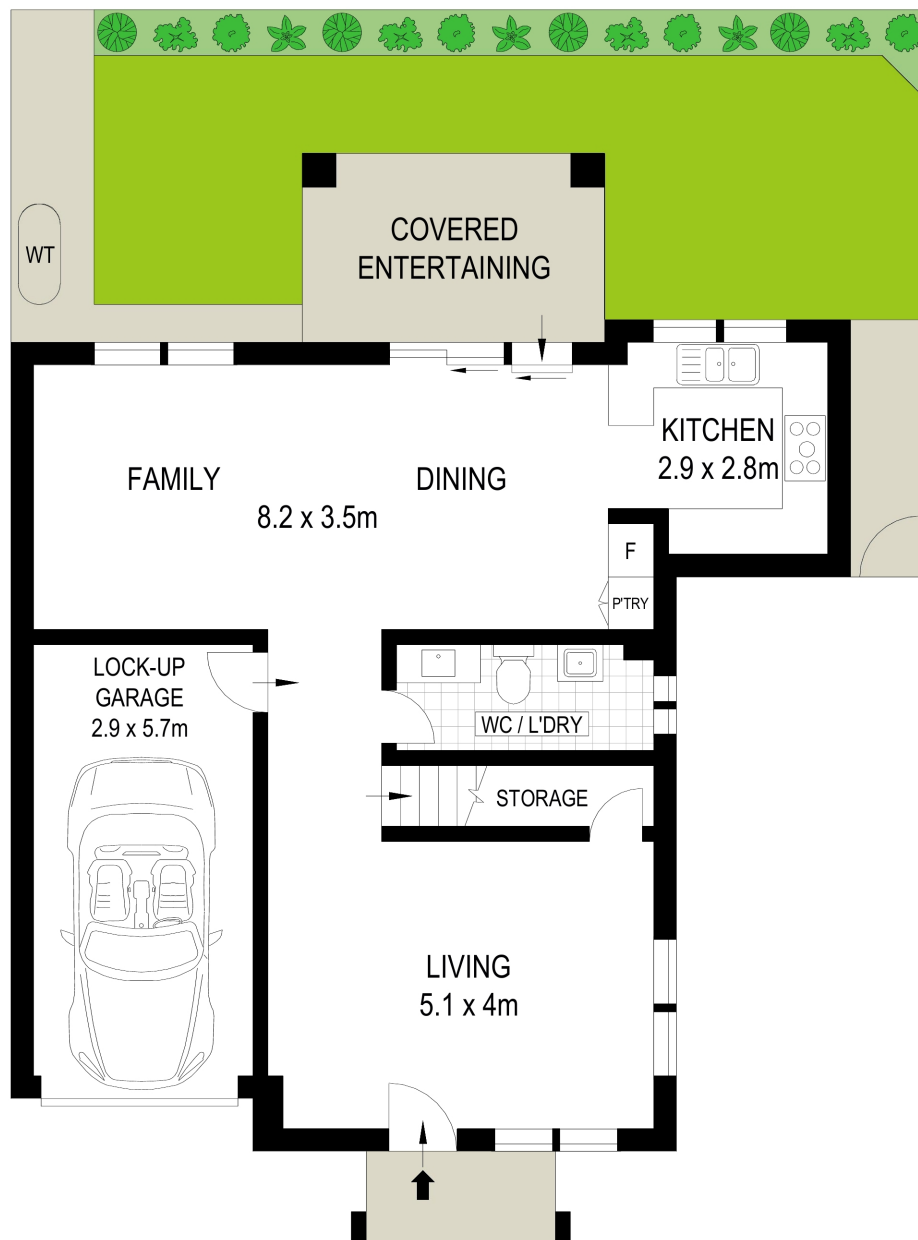 COVERED
ENTERTAINING
WT
KITCHEN
2.9 x 2.8m
FAMILY
DINING
8.2 x 3.5m
F
P'TRY
LOCK-UP
GARAGE
2.9 x 5.7m
WC / L'DRY
STORAGE
LIVING
5.1 x 4m